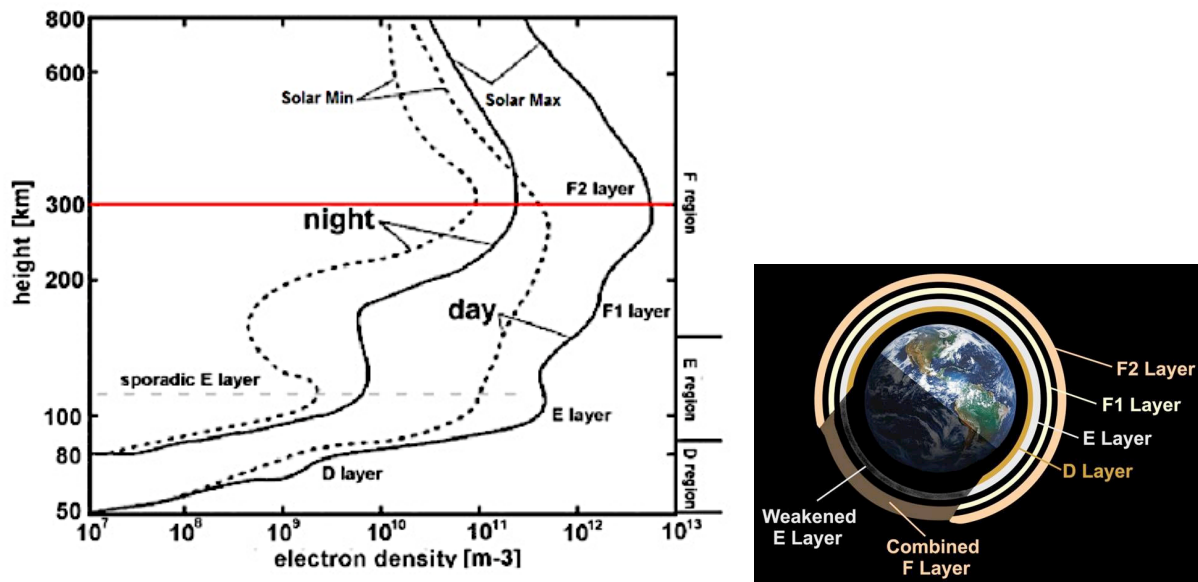 800
600
300
200
100
80
50
height [km]
Solar Min
Solar Max
F2 layer
night
day
F1 layer
sporadic E layer
E layer
D layer
F region
E region
D region
10^7
10^8
10^9
10^10
10^11
10^12
10^13
electron density [m-3]
F2 Layer
F1 Layer
E Layer
D Layer
Weakened
E Layer
Combined
F Layer